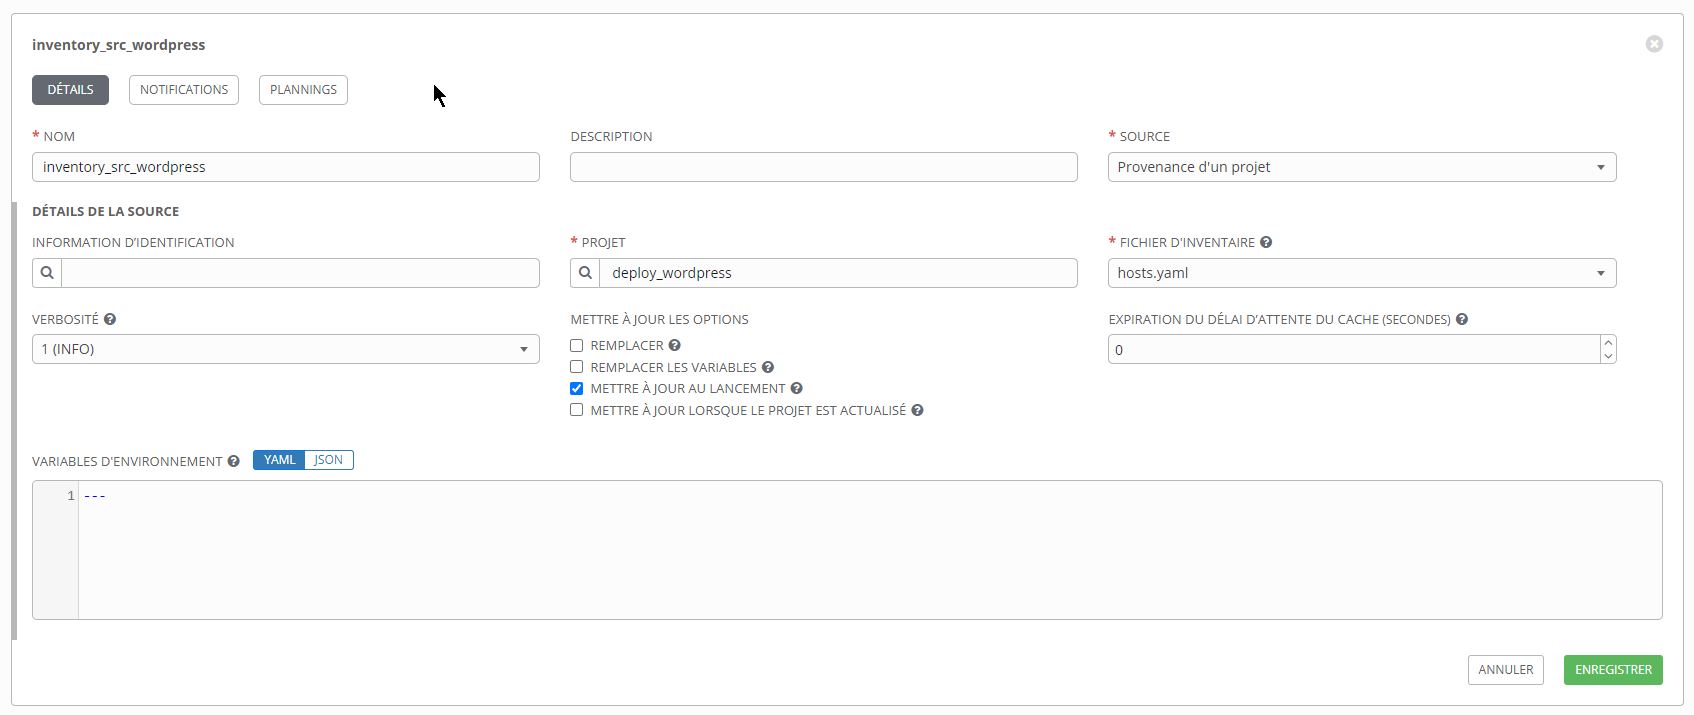 inventory_src_wordpress
DÉTAILS NOTIFICATIONS PLANNINGS
* NOM DESCRIPTION * SOURCE
inventory_src_wordpress Provenance d'un projet
DÉTAILS DE LA SOURCE
INFORMATION D'IDENTIFICATION * PROJET * FICHIER D'INVENTAIRE
deploy_wordpress hosts.yaml
VERBOSITÉ METTRE À JOUR LES OPTIONS EXPIRATION DU DÉLAI D'ATTENTE DU CACHE (SECONDES)
1 (INFO) REMPLACER 0
REMPLACER LES VARIABLES
METTRE À JOUR AU LANCEMENT
METTRE À JOUR LORSQUE LE PROJET EST ACTUALISÉ
VARIABLES D'ENVIRONNEMENT YAML JSON
1 ---
ANNULER ENREGISTRER